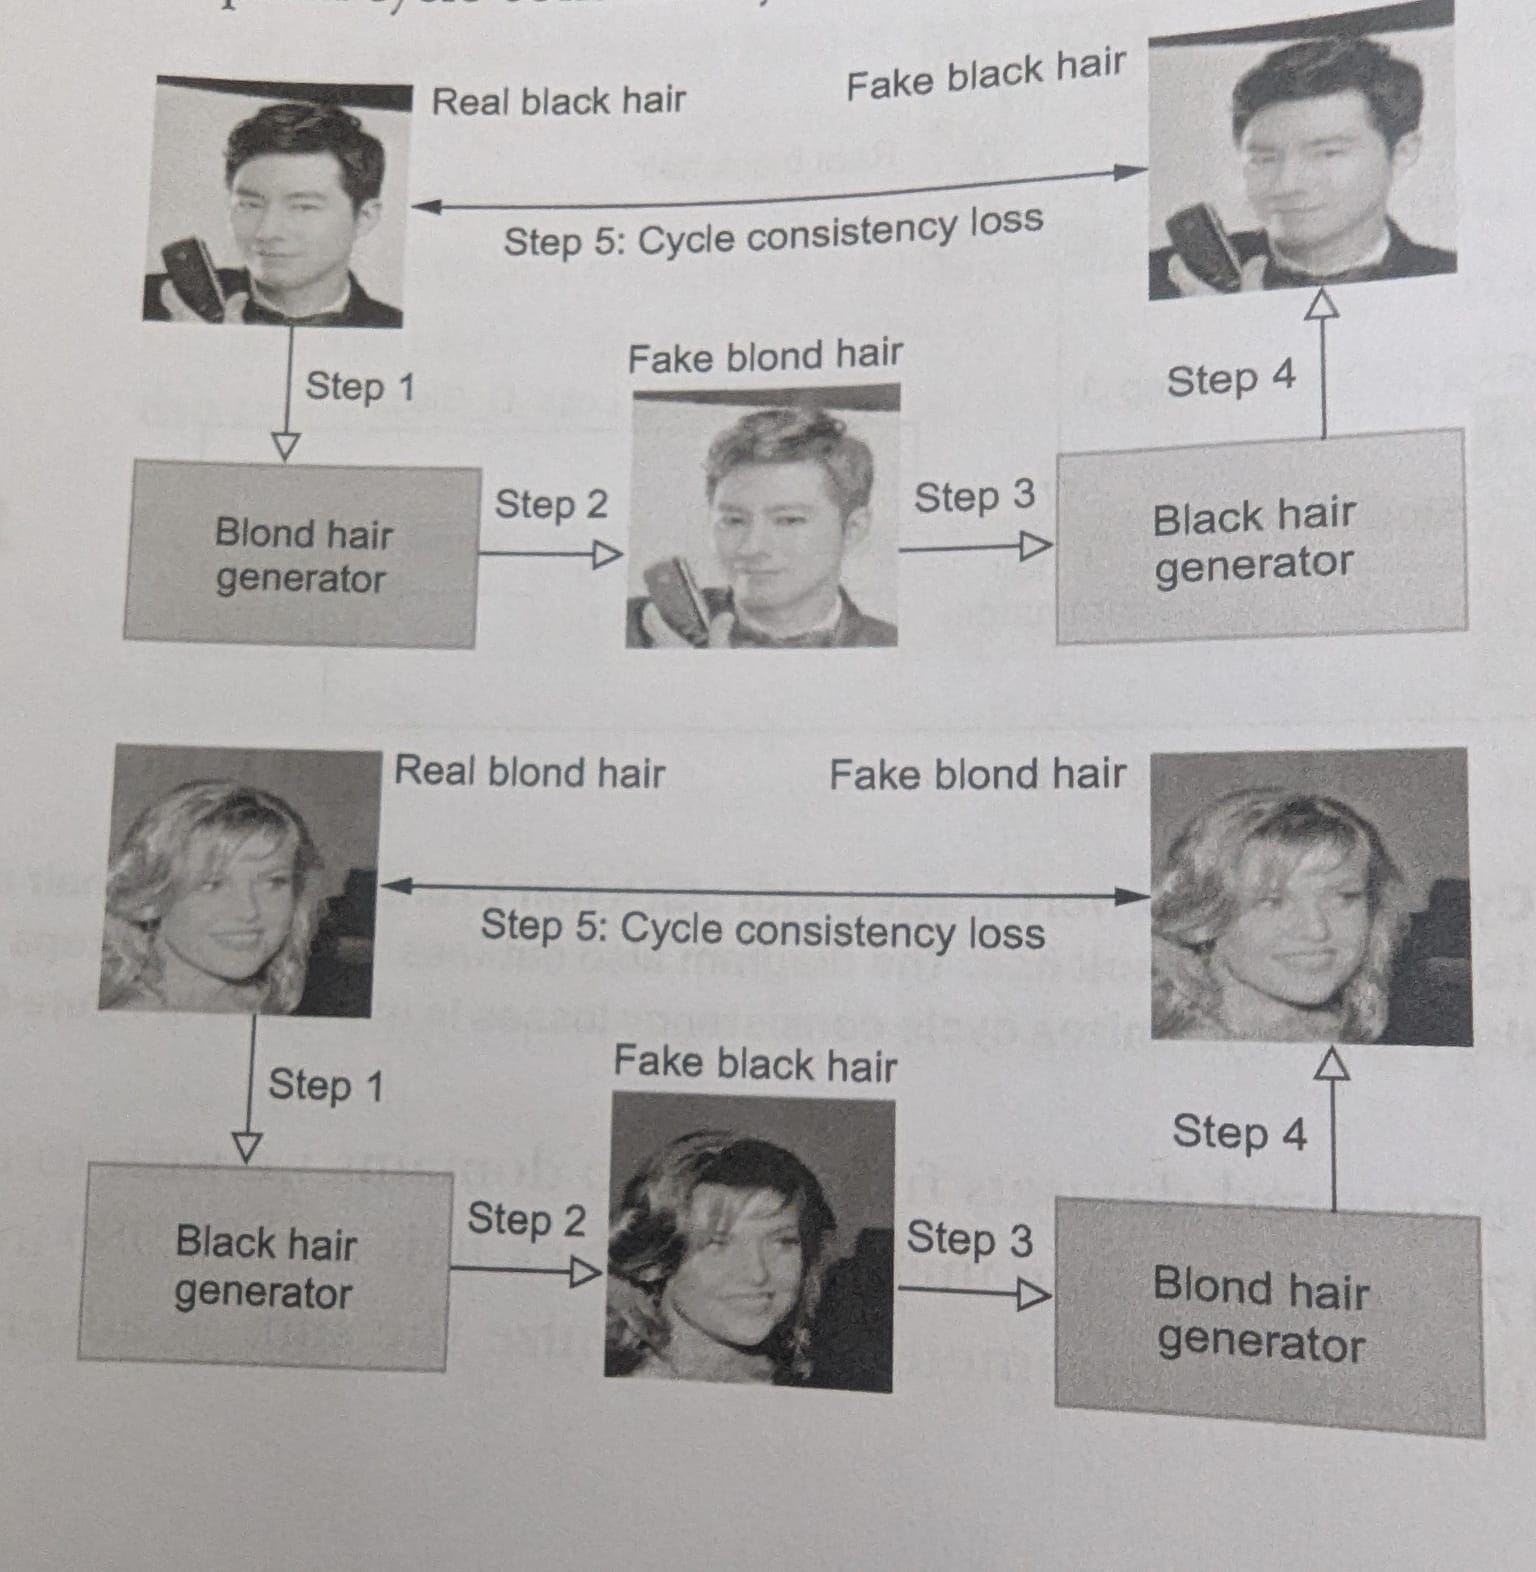 Real black hair
Fake black hair
Step 5: Cycle consistency loss
Fake blond hair
Step 1
Step 4
Step 2
Step 3
Blond hair
generator
Black hair
generator
Real blond hair
Fake blond hair
Step 5: Cycle consistency loss
Fake black hair
Step 1
Step 4
Step 2
Step 3
Black hair
generator
Blond hair
generator